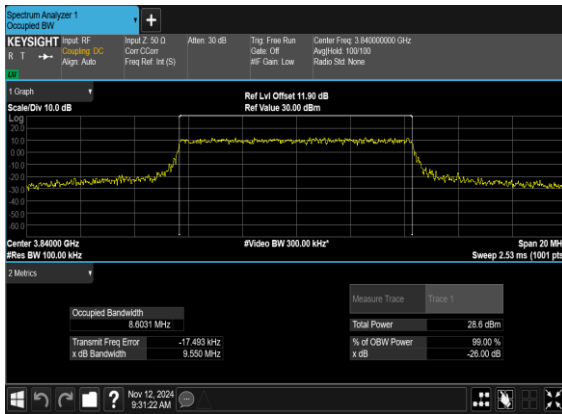 Spectrum Analyzer 1
Occupied BW
KEYSIGHT Input: RF Input Z: 50 Ω Atten: 30 dB Trig: Free Run Center Freq: 3.840000000 GHz
R T Coupling: DC Corr CCorr Gate: Off Avg|Hold: 100/100
Align: Auto Freq Ref: Int (S) #IF Gain: Low Radio Std: None
1 Graph Ref Lvl Offset 11.90 dB
Scale/Div 10.0 dB Ref Value 30.00 dBm
Log
20.0
10.0
0.00
-10.0
-20.0
-30.0
-40.0
-50.0
-60.0
Center 3.84000 GHz #Video BW 300.00 kHz* Span 20 MH
#Res BW 100.00 kHz Sweep 2.53 ms (1001 pts
2 Metrics
Measure Trace Trace 1
Occupied Bandwidth
8.6031 MHz Total Power 28.6 dBm
Transmit Freq Error -17.493 kHz % of OBW Power 99.00 %
x dB Bandwidth 9.550 MHz x dB -26.00 dB
Nov 12, 2024
9:31:22 AM